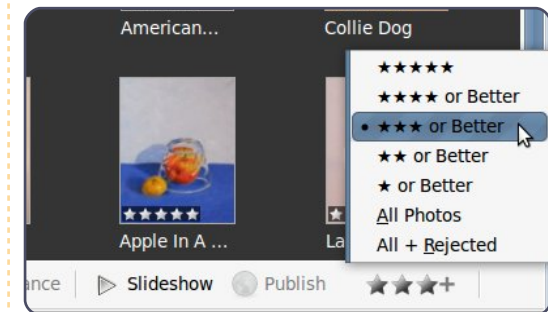 American...
Collie Dog
★★★★★
★★★★ or Better
• ★★★ or Better
★★ or Better
★ or Better
All Photos
All + Rejected
★★★★★
★
Apple In A ...
La
ance
Slideshow
Publish
★★★+